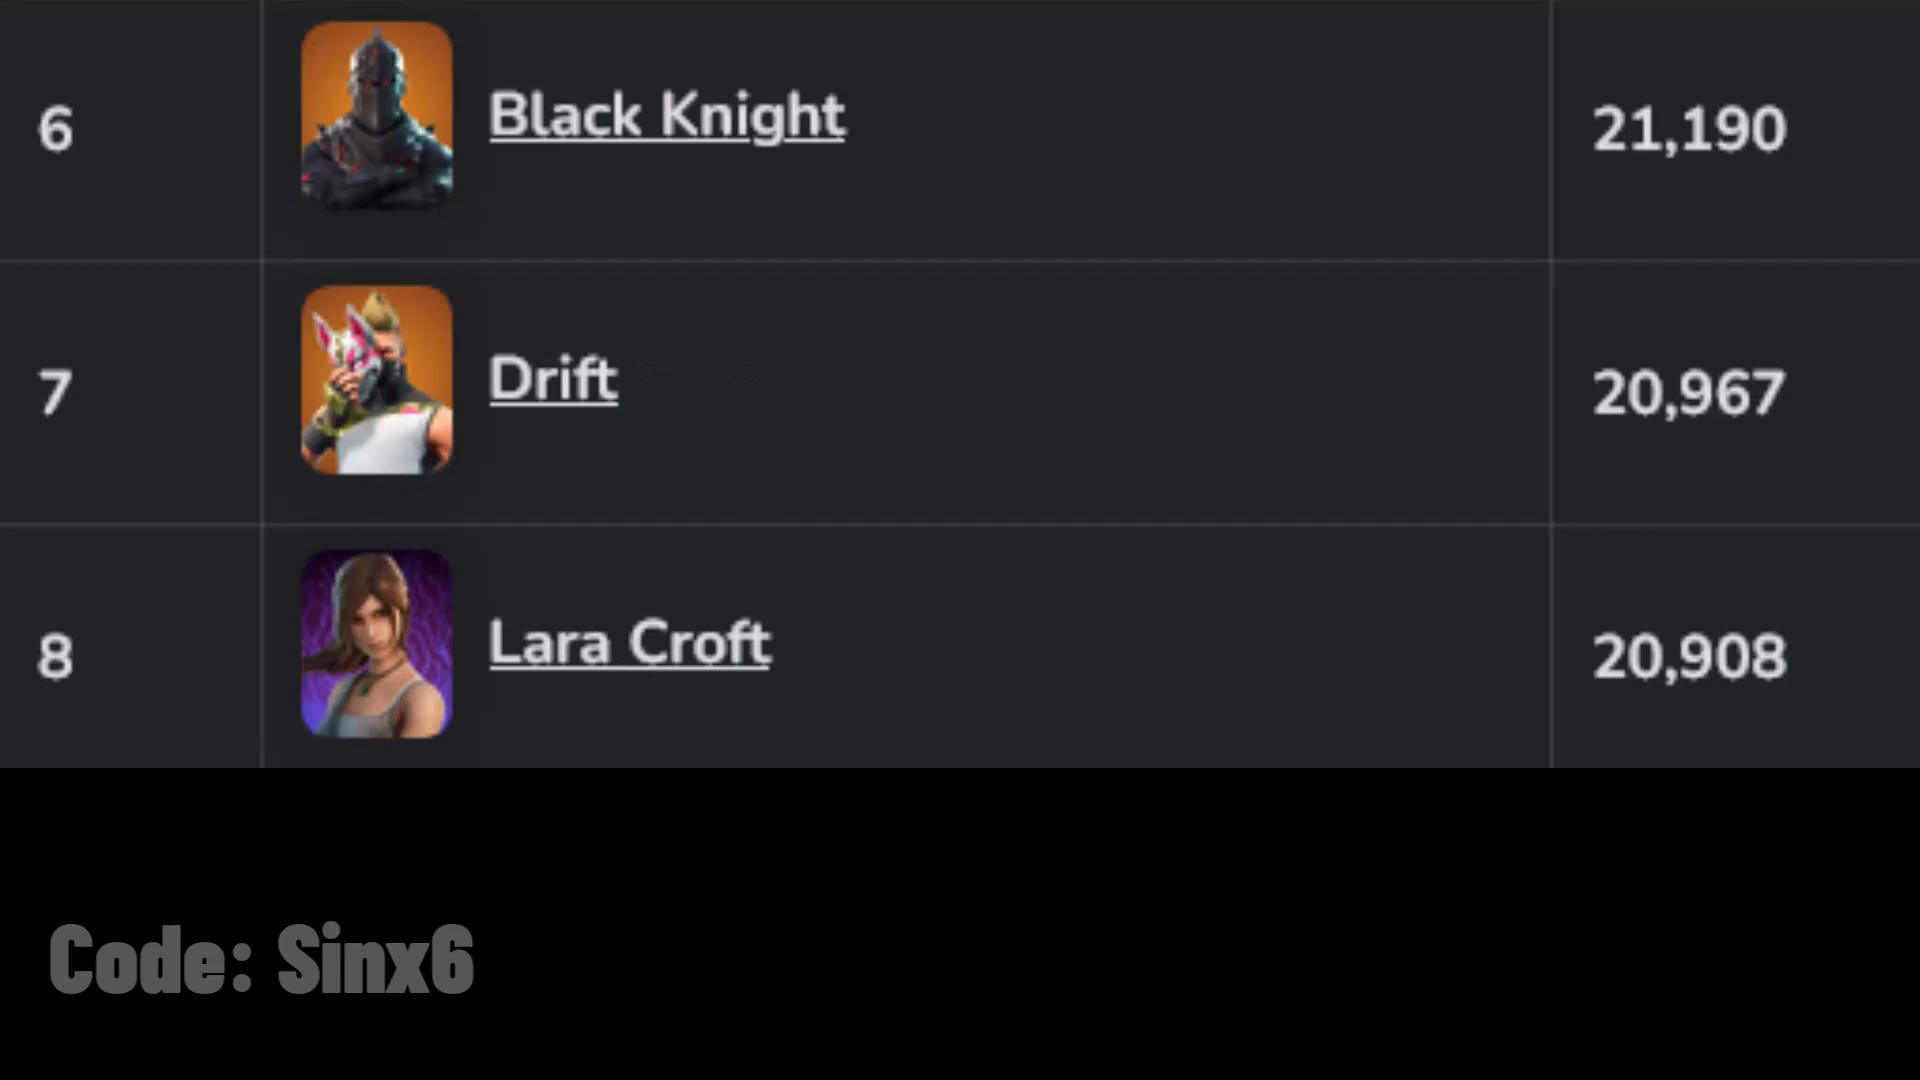 6 Black Knight 21,190
7 Drift 20,967
8 Lara Croft 20,908
Code: Sinx6